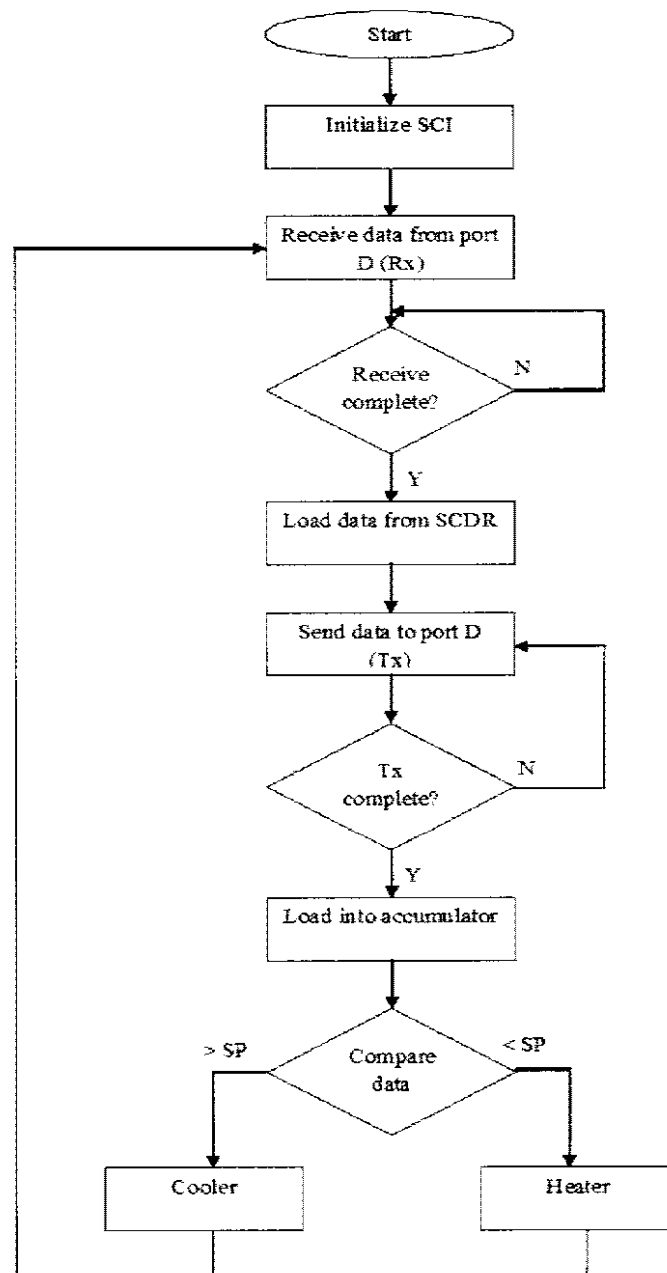 Start
Initialize SCI
Receive data from port
D (Rx)
N
Receive
complete?
Y
Load data from SCDR
Send data to port D
(Tx)
N
Tx
complete?
Y
Load into accumulator
> SP
< SP
Compare
data
Cooler
Heater